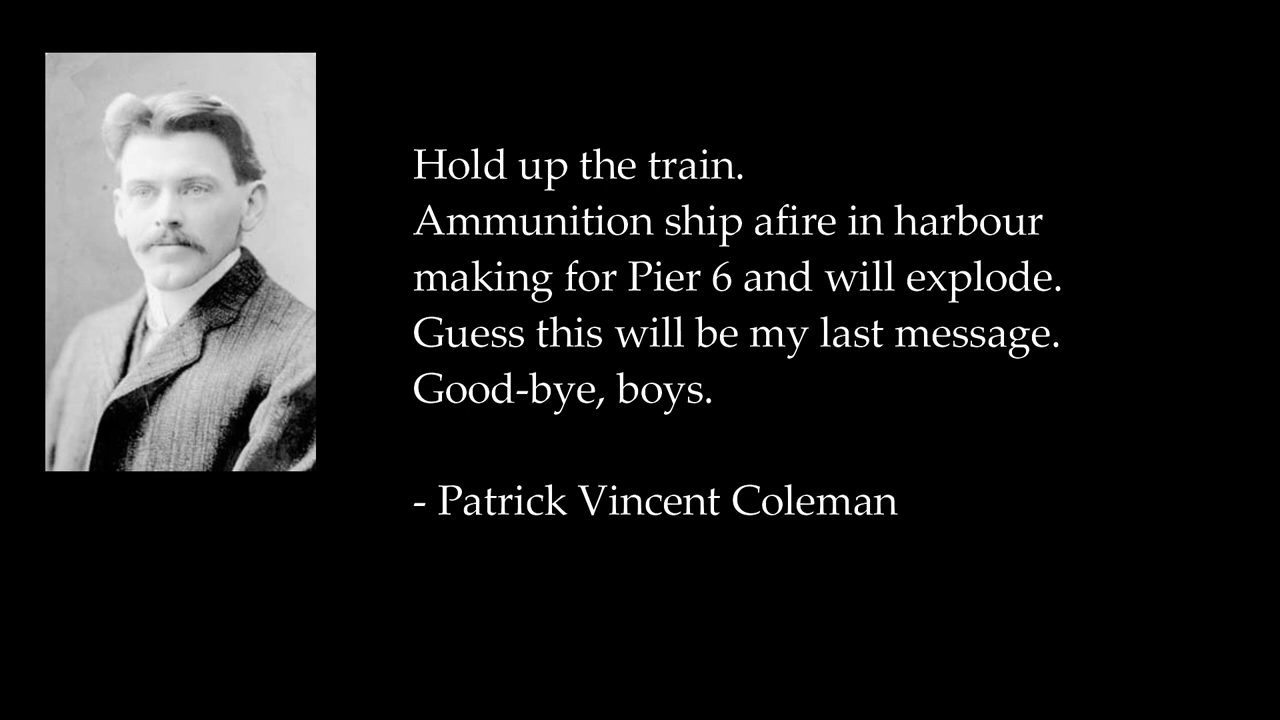 Hold up the train.
Ammunition ship afire in harbour
making for Pier 6 and will explode.
Guess this will be my last message.
Good-bye, boys.
- Patrick Vincent Coleman